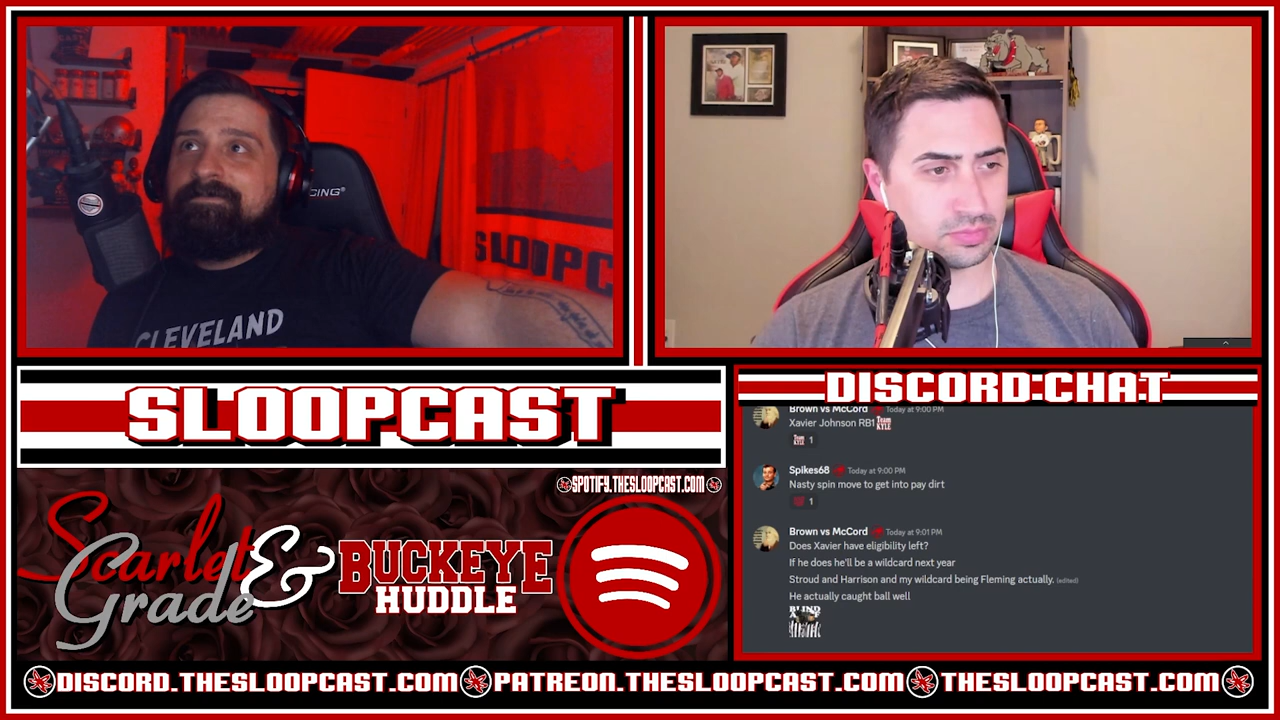 CING®
SLOOPC
CLEVELAND
SLOOPCAST
DISCORD CHAT
Brown vs McCord Today at 9:00 PM
Xavier Johnson RB1
1
Spikes68 Today at 9:00 PM
Nasty spin move to get into pay dirt
1
Brown vs McCord Today at 9:01 PM
Does Xavier have eligibility left?
If he does he'll be a wildcard next year
Stroud and Harrison and my wildcard being Fleming actually. (edited)
He actually caught ball well
BLIND
SPOTIFY.THESLOOPCAST.COM
Scarlet & Grade
BUCKEYE
HUDDLE
DISCORD.THESLOOPCAST.COM PATREON.THESLOOPCAST.COM THESLOOPCAST.COM